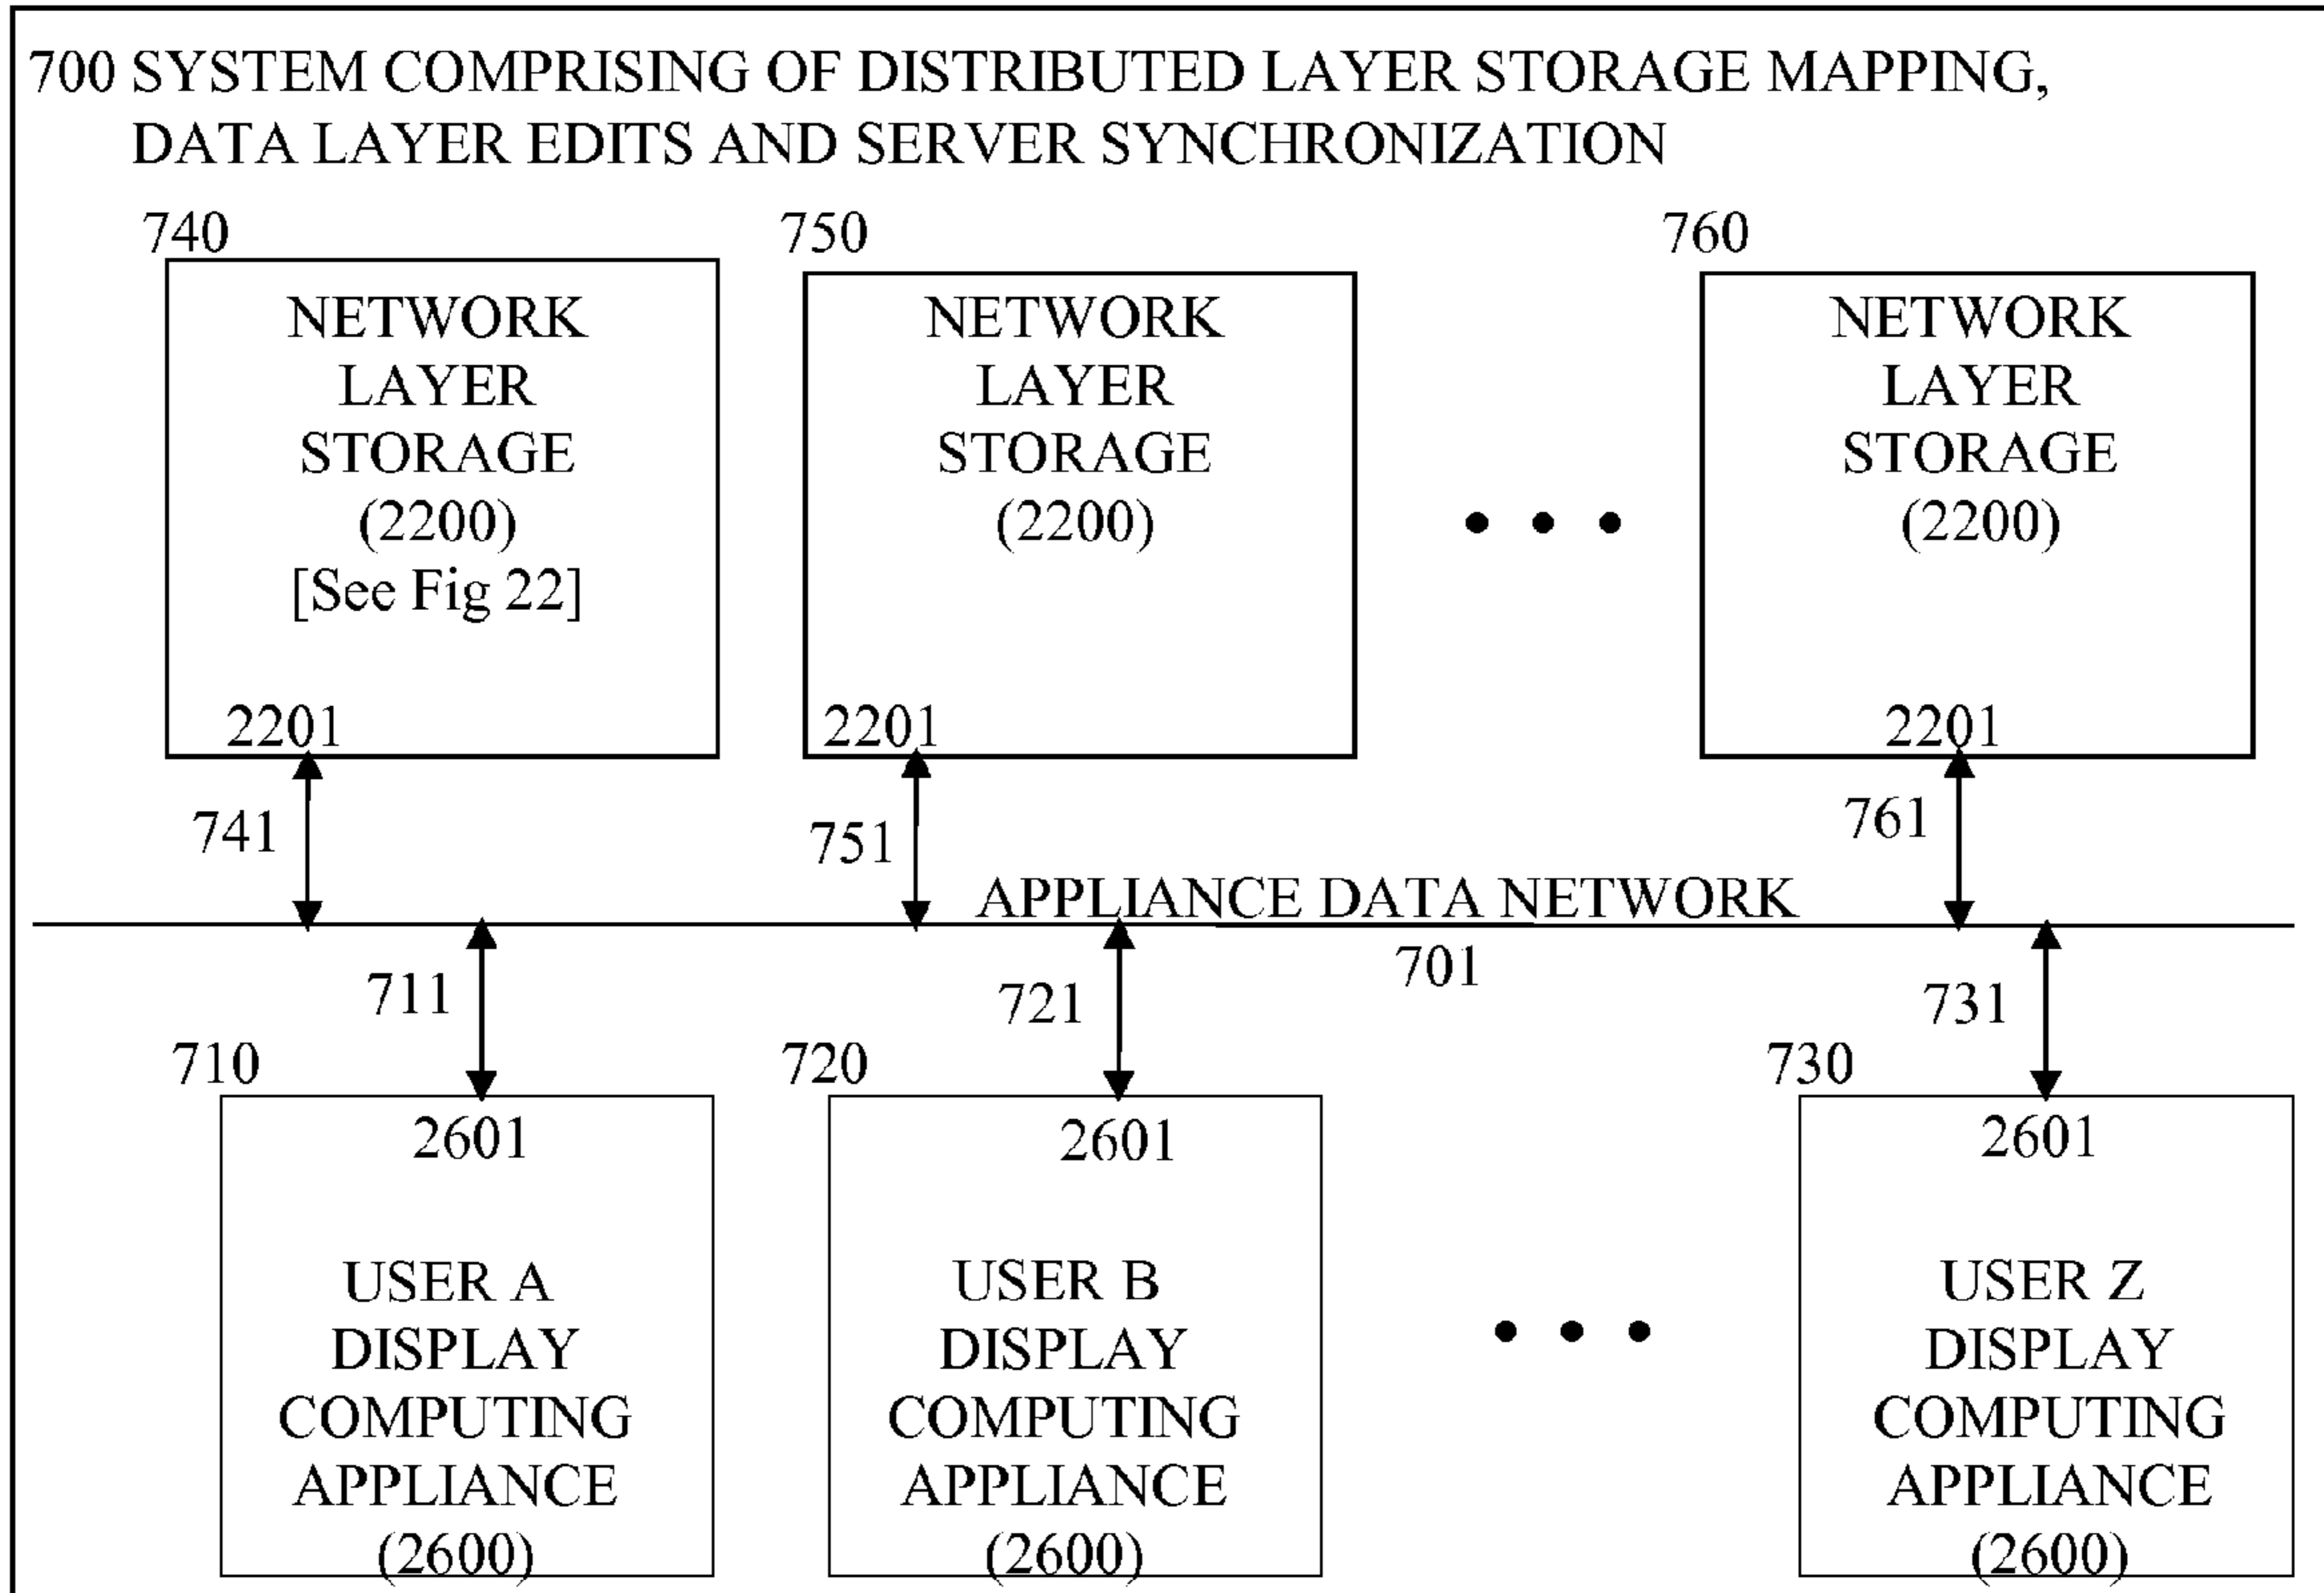 700 SYSTEM COMPRISING OF DISTRIBUTED LAYER STORAGE MAPPING,
DATA LAYER EDITS AND SERVER SYNCHRONIZATION
740
NETWORK
LAYER
STORAGE
(2200)
[See Fig 22]
2201
750
NETWORK
LAYER
STORAGE
(2200)
2201
760
NETWORK
LAYER
STORAGE
(2200)
2201
741
751
761
APPLIANCE DATA NETWORK
701
711
721
731
710
2601
USER A
DISPLAY
COMPUTING
APPLIANCE
(2600)
720
2601
USER B
DISPLAY
COMPUTING
APPLIANCE
(2600)
730
2601
USER Z
DISPLAY
COMPUTING
APPLIANCE
(2600)